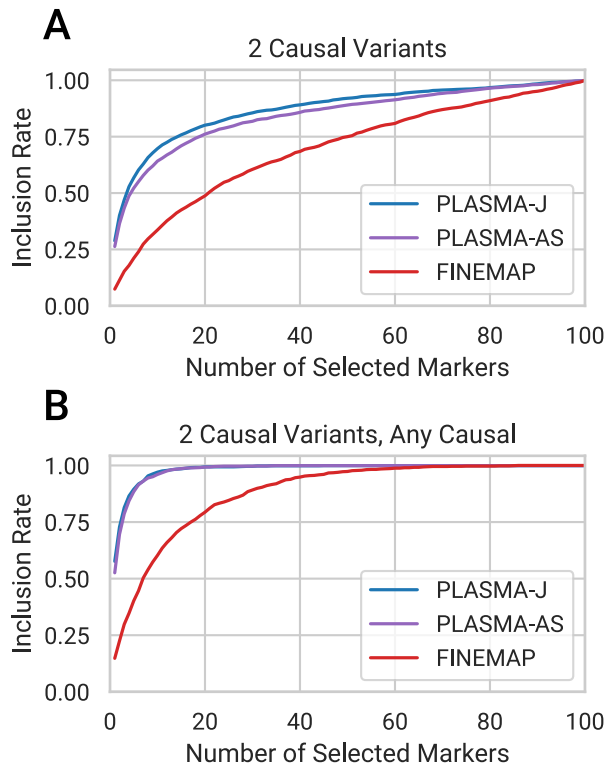 A
2 Causal Variants
1.00
0.75
0.50
0.25
0.00
Inclusion Rate
PLASMA-J
PLASMA-AS
FINEMAP
0 20 40 60 80 100
Number of Selected Markers
B
2 Causal Variants, Any Causal
1.00
0.75
0.50
0.25
0.00
Inclusion Rate
PLASMA-J
PLASMA-AS
FINEMAP
0 20 40 60 80 100
Number of Selected Markers